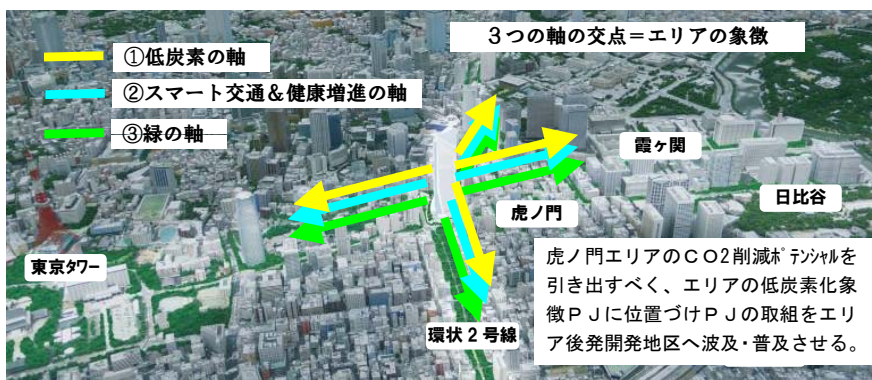 3つの軸の交点=エリアの象徴
①低炭素の軸
②スマート交通&健康増進の軸
③緑の軸
霞ヶ関
日比谷
虎ノ門
東京タワー
環状2号線
虎ノ門エリアのCO2削減ポテンシャルを
引き出すべく、エリアの低炭素化象
徴PJに位置づけPJの取組をエリ
ア後発開発地区へ波及・普及させる。